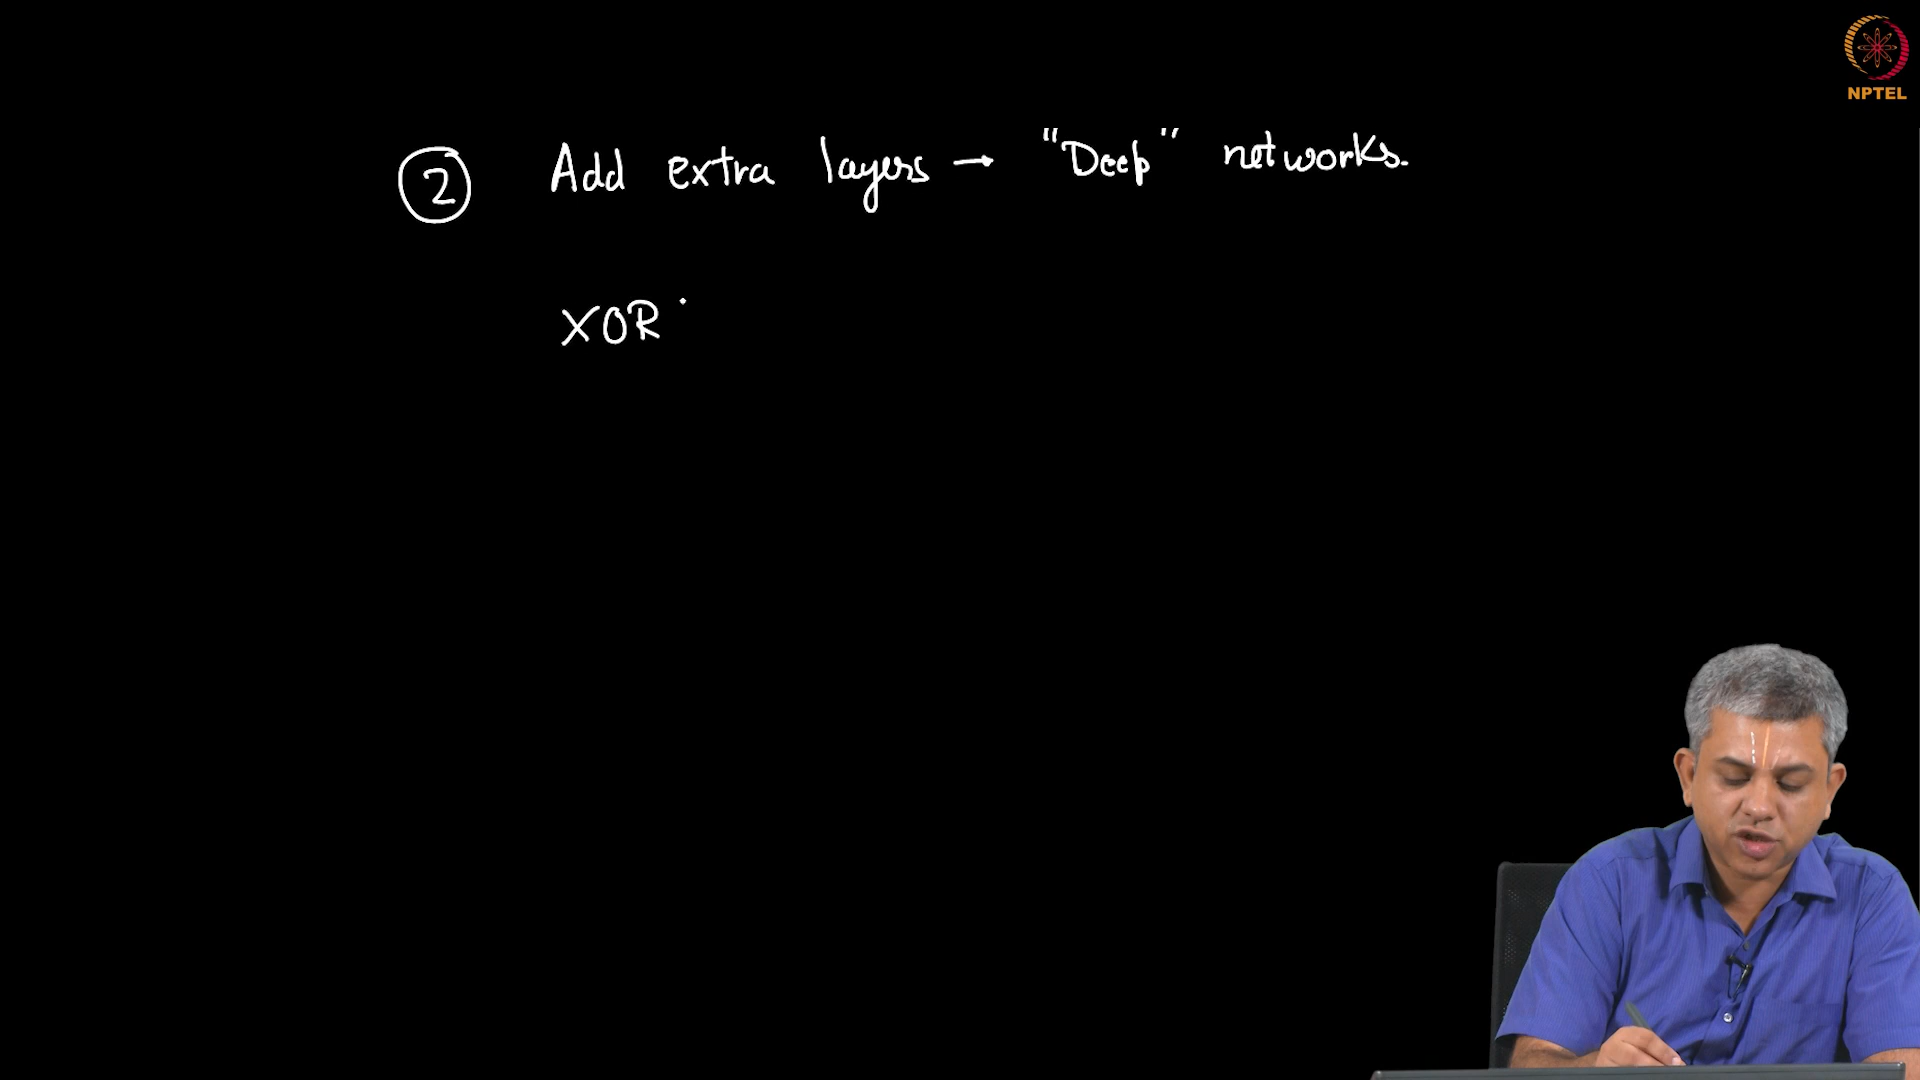 NPTEL
② Add extra layers → "Deep" networks.
XOR